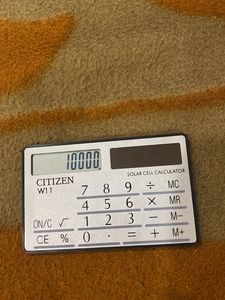 10000
CITIZEN
W11
SOLAR CELL CALCULATOR
7 8 9 ÷ MC
4 5 6 × MR
ON/C √ 1 2 3 − M−
CE % 0 · = + M+